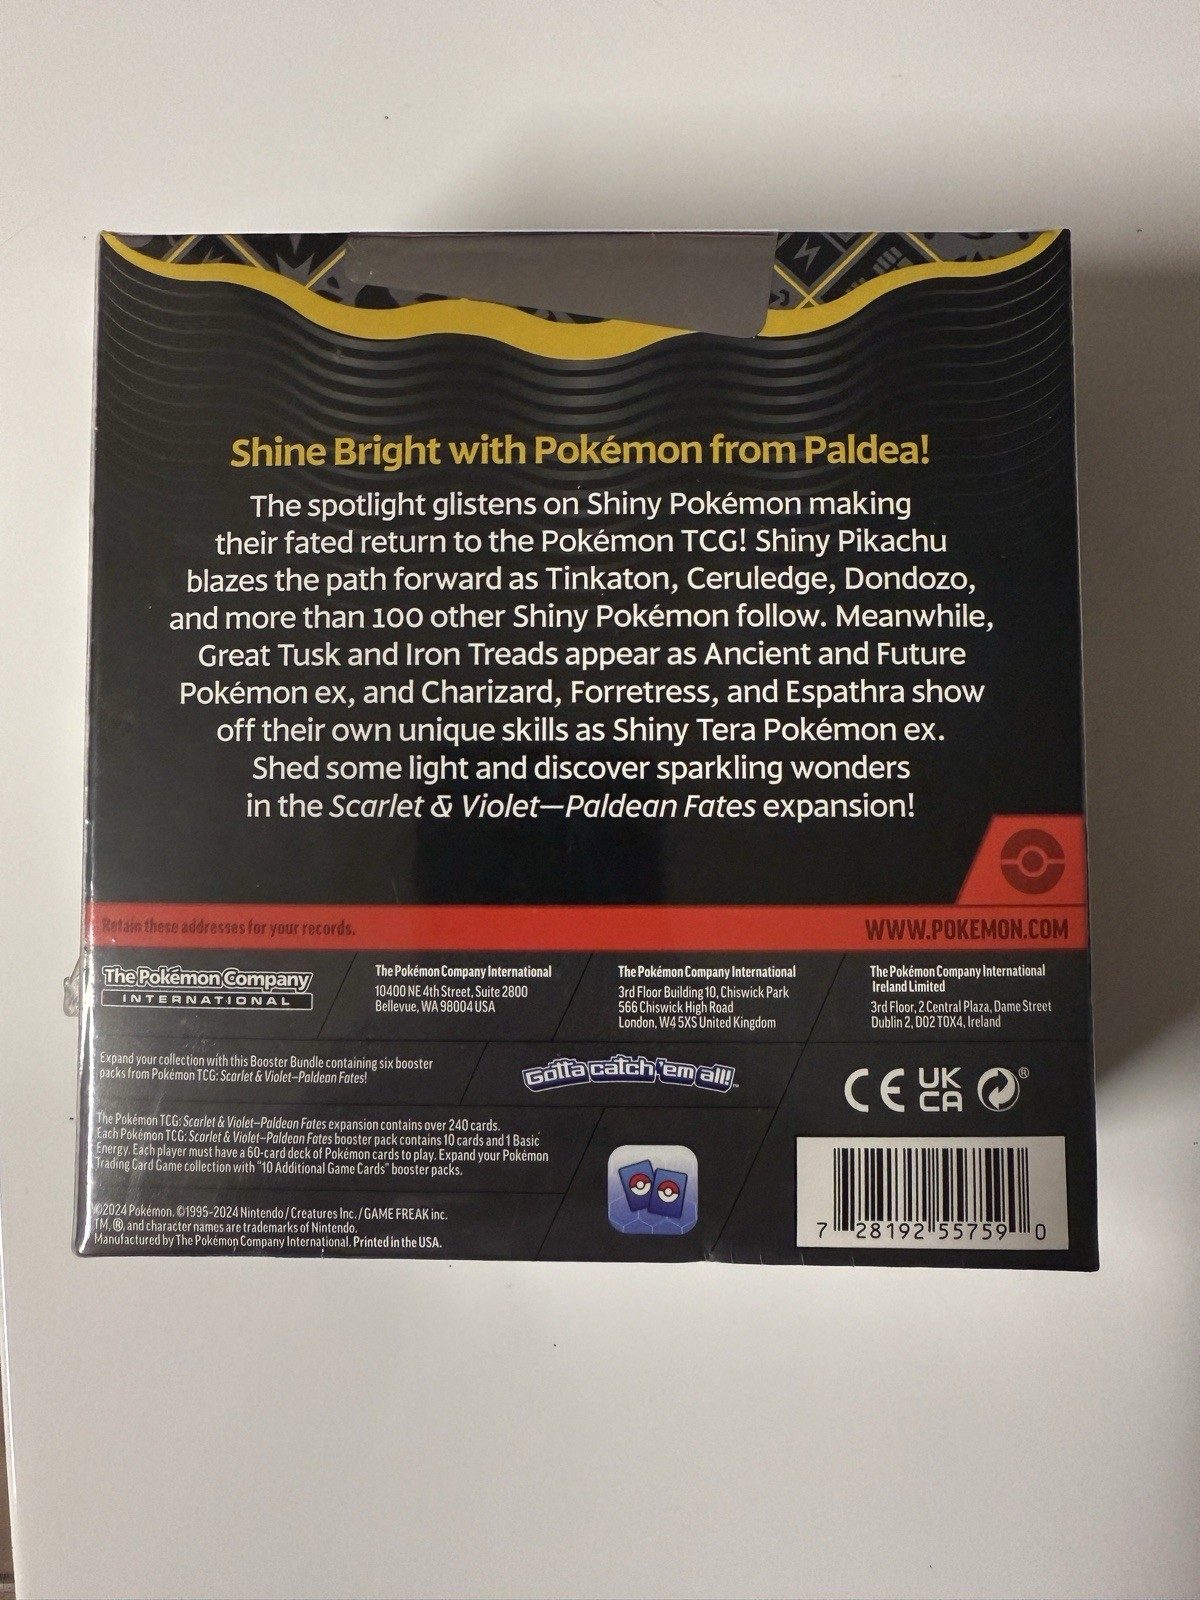 Shine Bright with Pokémon from Paldea!
The spotlight glistens on Shiny Pokémon making
their fated return to the Pokémon TCG! Shiny Pikachu
blazes the path forward as Tinkaton, Ceruledge, Dondozo,
and more than 100 other Shiny Pokémon follow. Meanwhile,
Great Tusk and Iron Treads appear as Ancient and Future
Pokémon ex, and Charizard, Forretress, and Espathra show
off their own unique skills as Shiny Tera Pokémon ex.
Shed some light and discover sparkling wonders
in the Scarlet & Violet—Paldean Fates expansion!
Retain these addresses for your records.
WWW.POKEMON.COM
The Pokémon Company
INTERNATIONAL
The Pokémon Company International
10400 NE 4th Street, Suite 2800
Bellevue, WA 98004 USA
The Pokémon Company International
3rd Floor Building 10, Chiswick Park
566 Chiswick High Road
London, W4 5XS United Kingdom
The Pokémon Company International
Ireland Limited
3rd Floor, 2 Central Plaza, Dame Street
Dublin 2, D02 T0X4, Ireland
Expand your collection with this Booster Bundle containing six booster
packs from Pokémon TCG: Scarlet & Violet—Paldean Fates!
Gotta catch 'em all!™
CE
UK
CA
®
The Pokémon TCG: Scarlet & Violet—Paldean Fates expansion contains over 240 cards.
Each Pokémon TCG: Scarlet & Violet—Paldean Fates booster pack contains 10 cards and 1 Basic
Energy. Each player must have a 60-card deck of Pokémon cards to play. Expand your Pokémon
Trading Card Game collection with "10 Additional Game Cards" booster packs.
©2024 Pokémon. ©1995-2024 Nintendo / Creatures Inc. / GAME FREAK inc.
TM, ®, and character names are trademarks of Nintendo.
Manufactured by The Pokémon Company International. Printed in the USA.
7 28192 55759 0